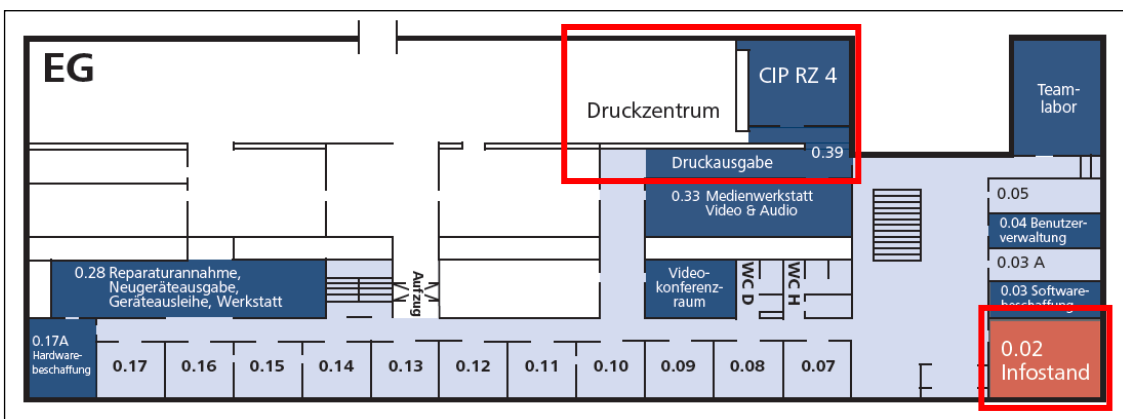 EG
CIP RZ 4
Druckzentrum
Team-
labor
Druckausgabe
0.39
0.33 Medienwerkstatt
Video & Audio
0.05
0.04 Benutzer-
verwaltung
0.03 A
0.03 Software-
beschaffung
0.28 Reparaturannahme,
Neugeräteausgabe,
Geräteausleihe, Werkstatt
Aufzug
Video-
konferenz-
raum
WC D
WC H
0.17A
Hardware-
beschaffung
0.17
0.16
0.15
0.14
0.13
0.12
0.11
0.10
0.09
0.08
0.07
0.02
Infostand